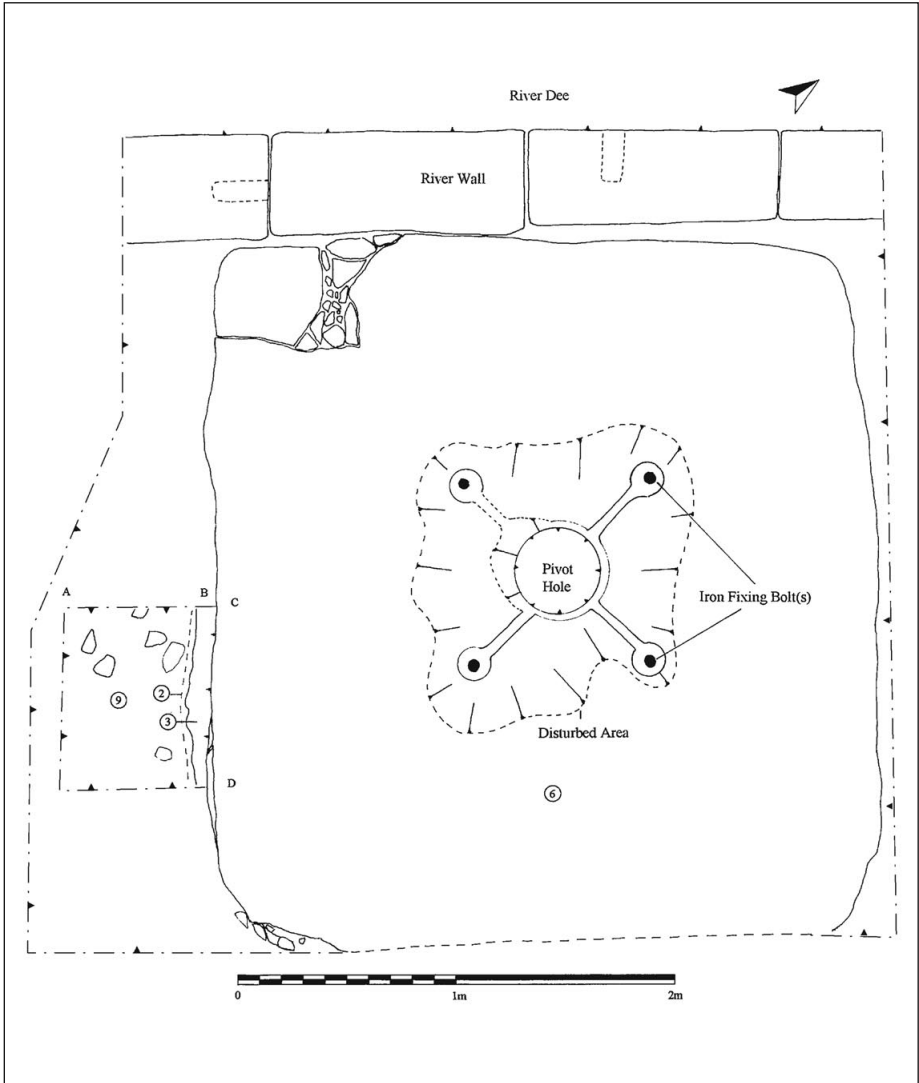 River Dee
River Wall
Pivot
Hole
Iron Fixing Bolt(s)
A
B
C
2
9
3
D
Disturbed Area
6
0
1m
2m